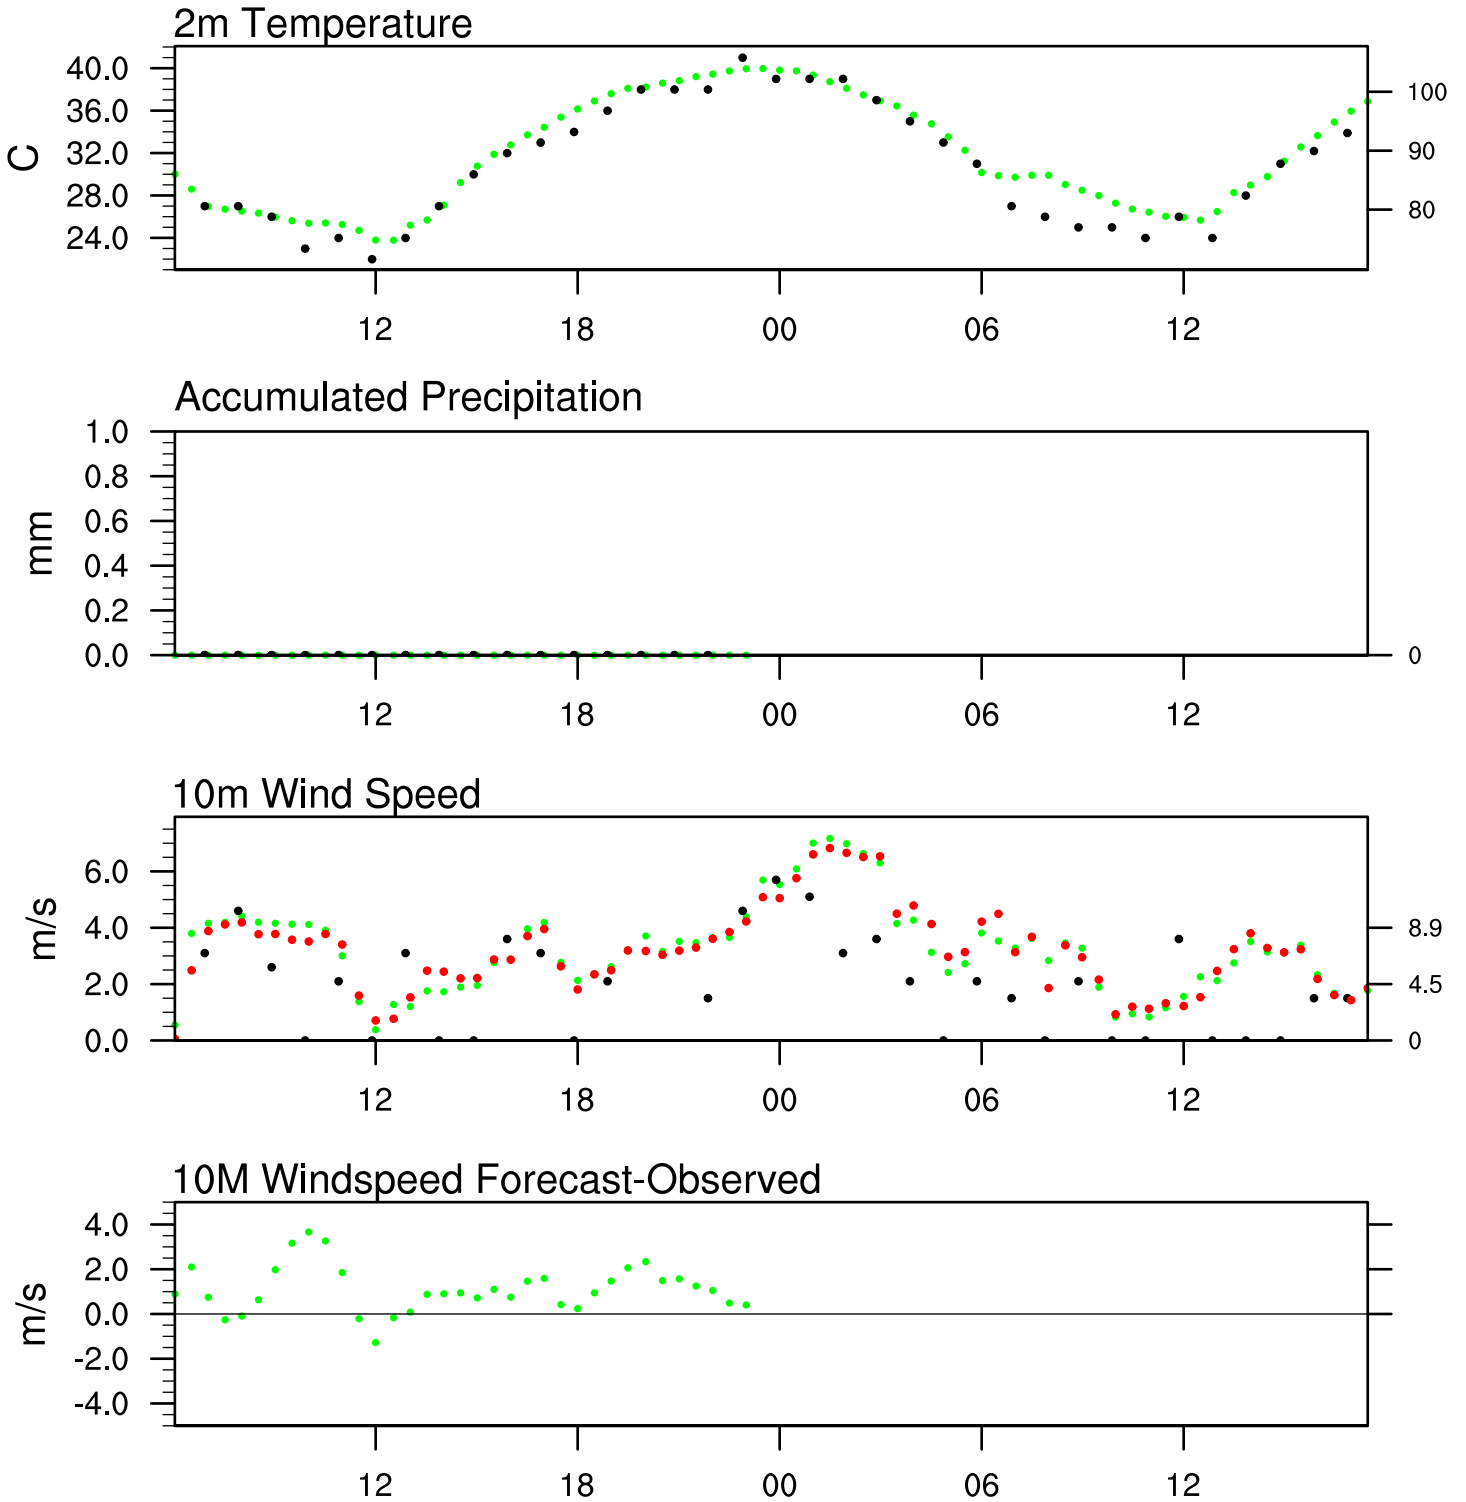 2m Temperature
40.0
36.0
32.0
28.0
24.0
C
100
90
80
12 18 00 06 12
Accumulated Precipitation
1.0
0.8
0.6
0.4
0.2
0.0
mm
0
12 18 00 06 12
10m Wind Speed
6.0
4.0
2.0
0.0
m/s
8.9
4.5
0
12 18 00 06 12
10M Windspeed Forecast-Observed
4.0
2.0
0.0
-2.0
-4.0
m/s
12 18 00 06 12